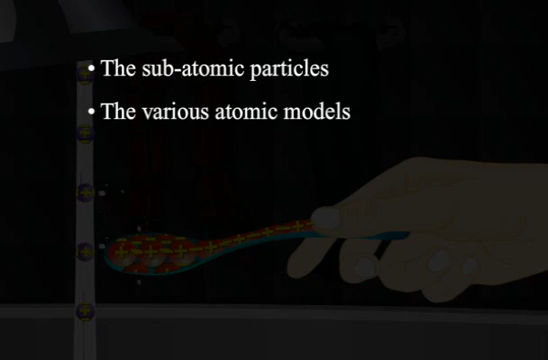 • The sub-atomic particles
• The various atomic models